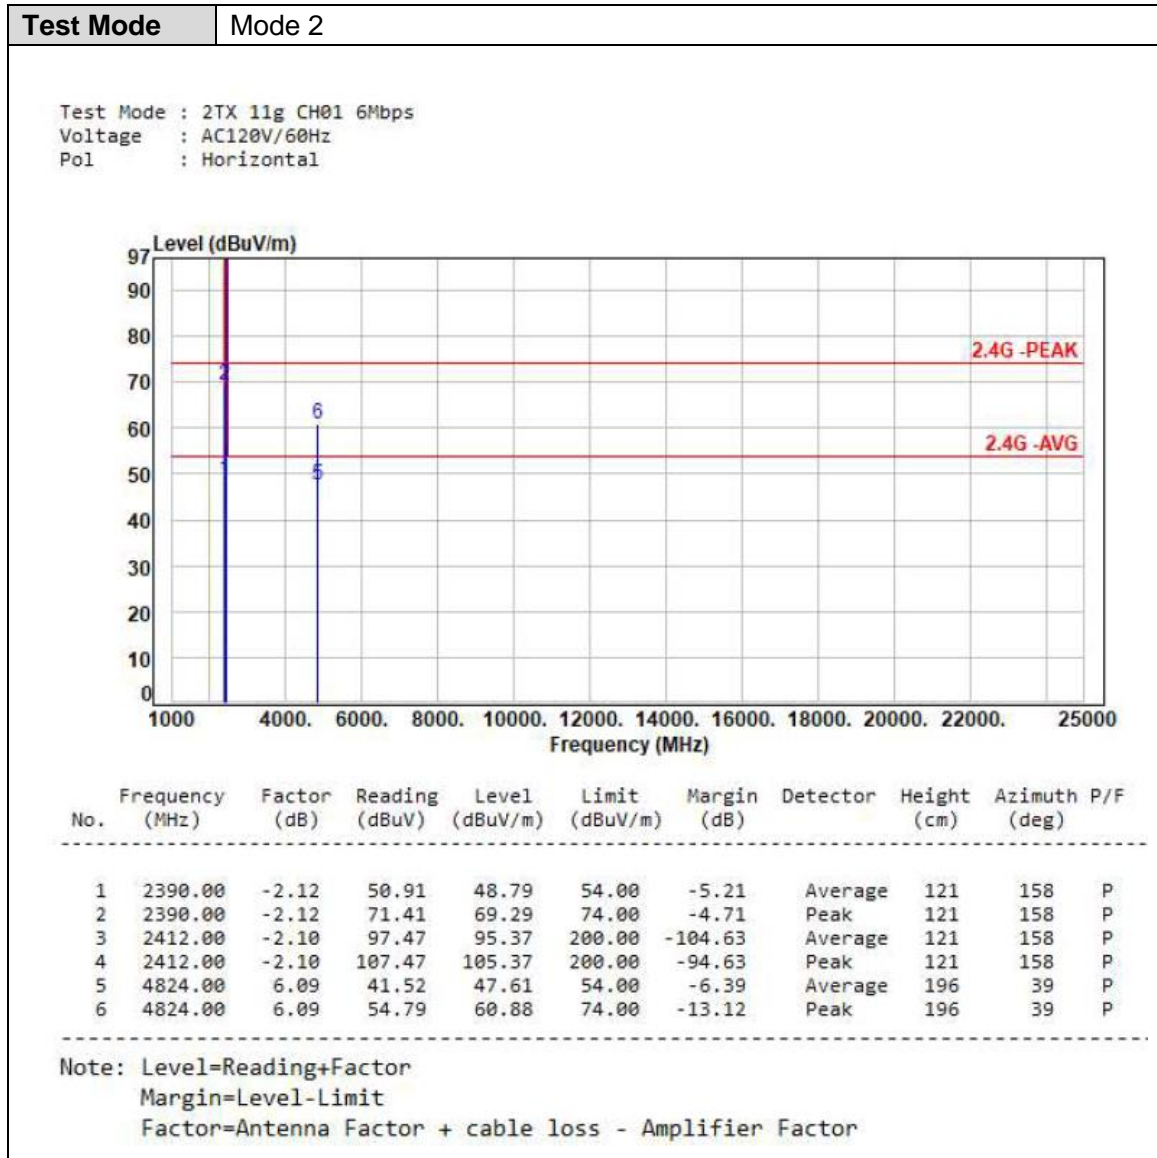 Test Mode Mode 2
Test Mode : 2TX 11g CH01 6Mbps
Voltage : AC120V/60Hz
Pol : Horizontal
Level (dBuV/m)
97
90
80
2.4G -PEAK
70
2
6
60
2.4G -AVG
1
5
50
40
30
20
10
0
1000 4000. 6000. 8000. 10000. 12000. 14000. 16000. 18000. 20000. 22000. 25000
Frequency (MHz)
Frequency Factor Reading Level Limit Margin Detector Height Azimuth P/F
No. (MHz) (dB) (dBuV) (dBuV/m) (dBuV/m) (dB) (cm) (deg)
1 2390.00 -2.12 50.91 48.79 54.00 -5.21 Average 121 158 P
2 2390.00 -2.12 71.41 69.29 74.00 -4.71 Peak 121 158 P
3 2412.00 -2.10 97.47 95.37 200.00 -104.63 Average 121 158 P
4 2412.00 -2.10 107.47 105.37 200.00 -94.63 Peak 121 158 P
5 4824.00 6.09 41.52 47.61 54.00 -6.39 Average 196 39 P
6 4824.00 6.09 54.79 60.88 74.00 -13.12 Peak 196 39 P
Note: Level=Reading+Factor
Margin=Level-Limit
Factor=Antenna Factor + cable loss - Amplifier Factor